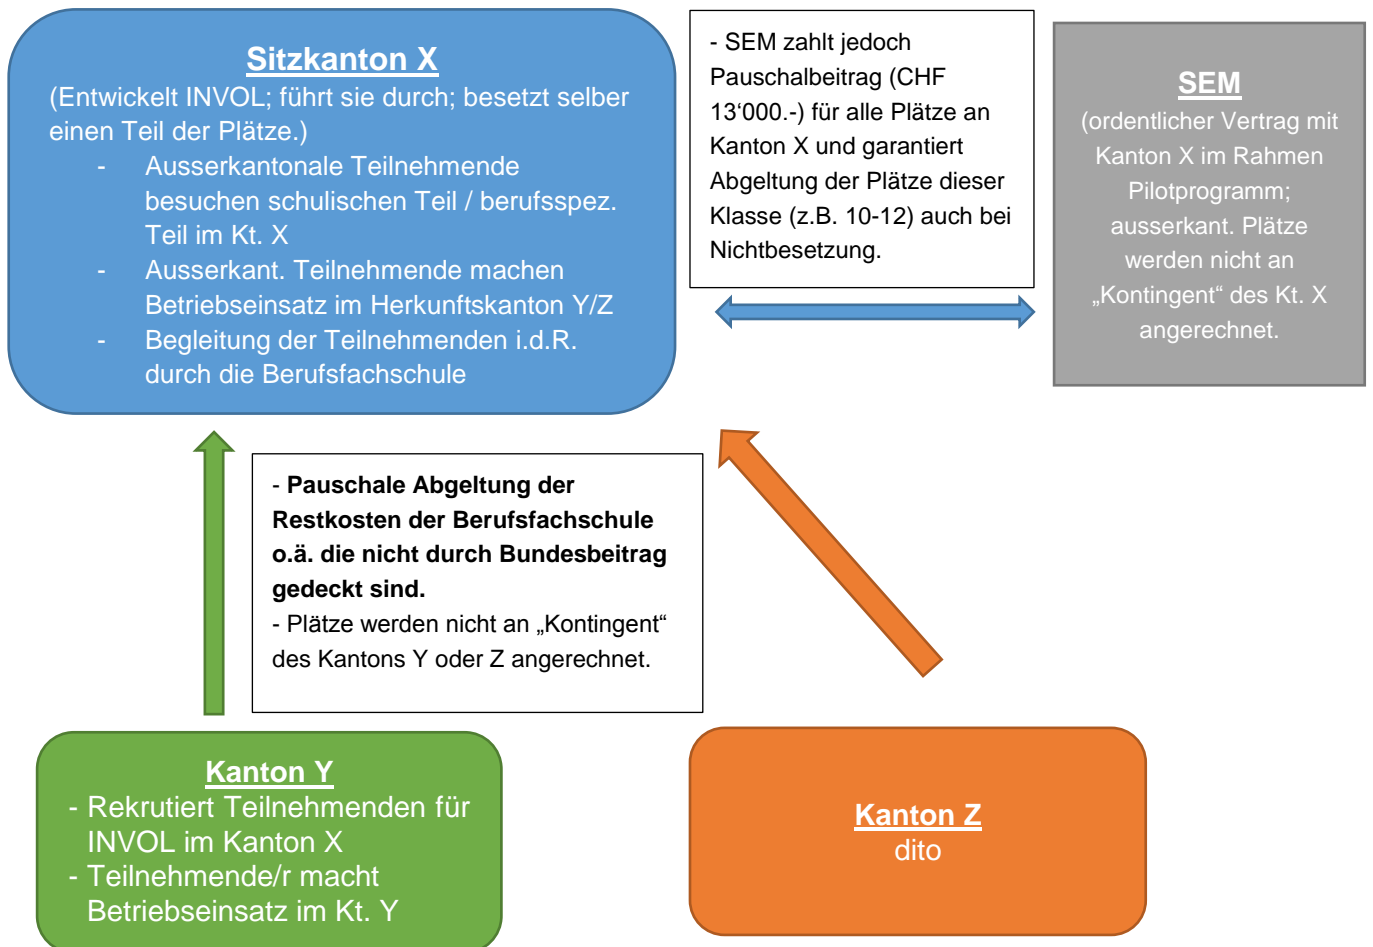 Sitzkanton X
(Entwickelt INVOL; führt sie durch; besetzt selber
einen Teil der Plätze.)
- Ausserkantonale Teilnehmende
besuchen schulischen Teil / berufsspez.
Teil im Kt. X
- Ausserkant. Teilnehmende machen
Betriebseinsatz im Herkunftskanton Y/Z
- Begleitung der Teilnehmenden i.d.R.
durch die Berufsfachschule
- SEM zahlt jedoch
Pauschalbeitrag (CHF
13‘000.-) für alle Plätze an
Kanton X und garantiert
Abgeltung der Plätze dieser
Klasse (z.B. 10-12) auch bei
Nichtbesetzung.
SEM
(ordentlicher Vertrag mit
Kanton X im Rahmen
Pilotprogramm;
ausserkant. Plätze
werden nicht an
„Kontingent“ des Kt. X
angerechnet.
- Pauschale Abgeltung der
Restkosten der Berufsfachschule
o.ä. die nicht durch Bundesbeitrag
gedeckt sind.
- Plätze werden nicht an „Kontingent“
des Kantons Y oder Z angerechnet.
Kanton Y
- Rekrutiert Teilnehmenden für
INVOL im Kanton X
- Teilnehmende/r macht
Betriebseinsatz im Kt. Y
Kanton Z
dito